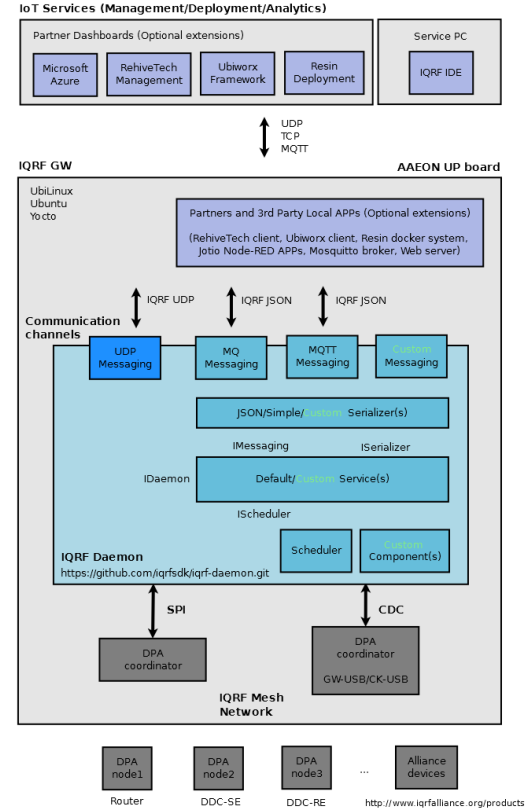 IoT Services (Management/Deployment/Analytics)
Partner Dashboards (Optional extensions)
Service PC
Microsoft
Azure
RehiveTech
Management
Ubiworx
Framework
Resin
Deployment
IQRF IDE
UDP
TCP
MQTT
IQRF GW
AAEON UP board
UbiLinux
Ubuntu
Yocto
Partners and 3rd Party Local APPs (Optional extensions)
(RehiveTech client, Ubiworx client, Resin docker system,
Jotio Node-RED APPs, Mosquitto broker, Web server)
IQRF UDP
IQRF JSON
IQRF JSON
Communication
channels
UDP
Messaging
MQ
Messaging
MQTT
Messaging
Custom
Messaging
JSON/Simple/Custom Serializer(s)
IMessaging
ISerializer
IDaemon
Default/Custom Service(s)
IScheduler
Scheduler
Custom
Component(s)
IQRF Daemon
https://github.com/iqrfsdk/iqrf-daemon.git
SPI
CDC
DPA
coordinator
DPA
coordinator
GW-USB/CK-USB
IQRF Mesh
Network
DPA
node1
DPA
node2
DPA
node3
...
Alliance
devices
Router
DDC-SE
DDC-RE
http://www.iqrfalliance.org/products